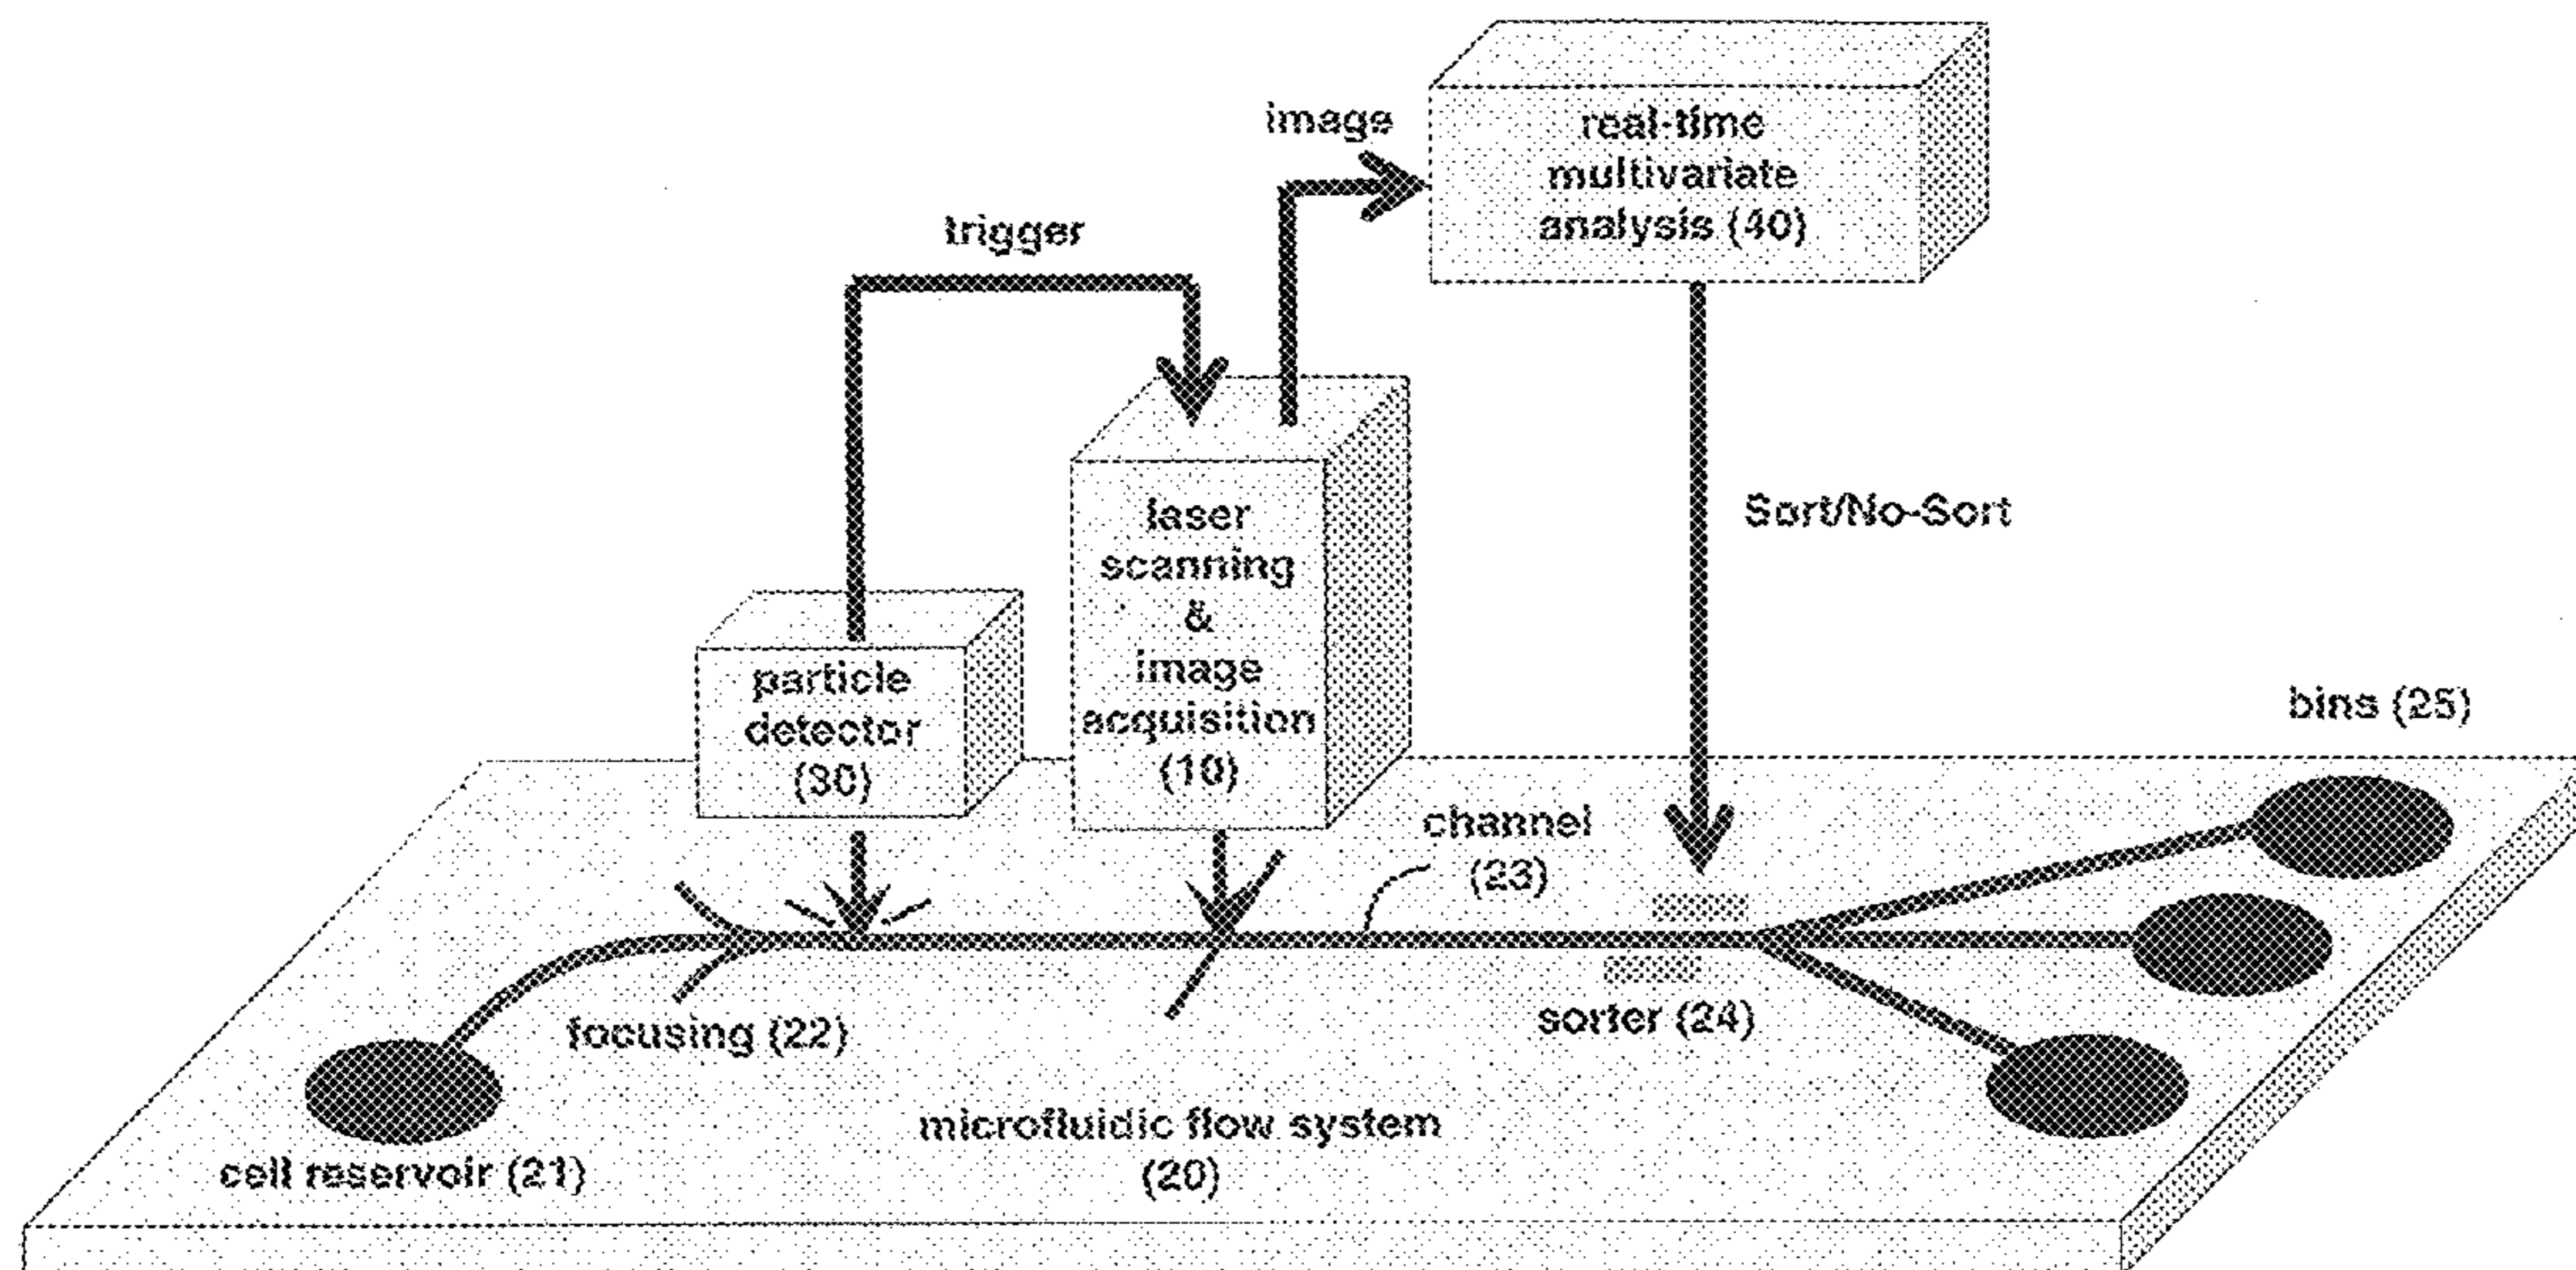 image
real-time
multivariate
analysis (40)
trigger
laser
scanning
&
image
acquisition
(10)
Sort/No-Sort
particle
detector
(30)
bins (25)
channel
(23)
focusing (22)
sorter (24)
cell reservoir (21)
microfluidic flow system
(20)